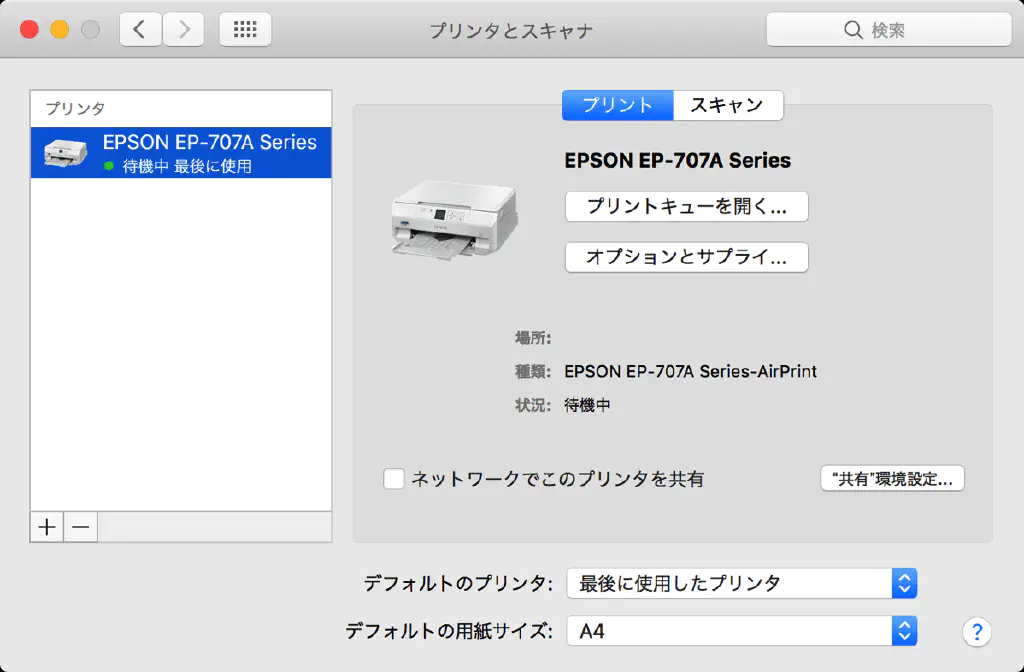 プリンタとスキャナ
検索
プリンタ
EPSON EP-707A Series
待機中 最後に使用
プリント
スキャン
EPSON EP-707A Series
プリントキューを開く...
オプションとサプライ...
場所:
種類: EPSON EP-707A Series-AirPrint
状況: 待機中
ネットワークでこのプリンタを共有
“共有”環境設定...
デフォルトのプリンタ: 最後に使用したプリンタ
デフォルトの用紙サイズ: A4
?